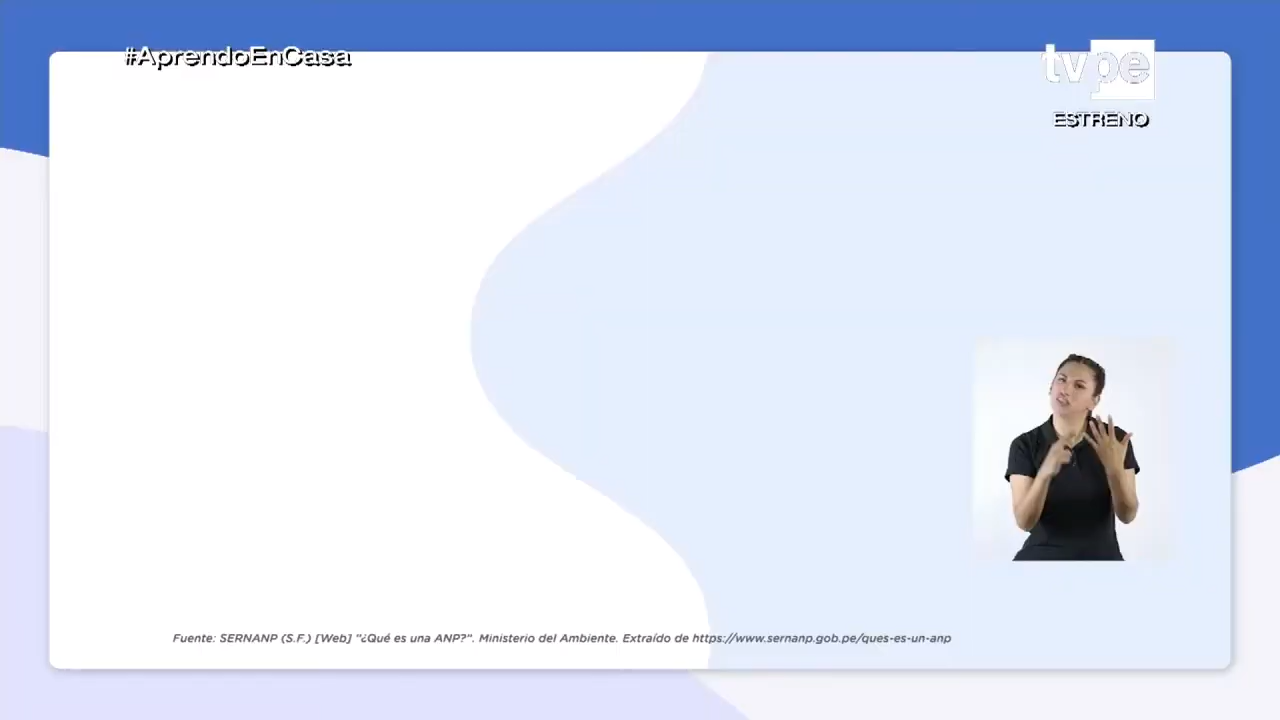 #AprendoEnCasa
tvpe
ESTRENO
Fuente: SERNANP (S.F.) [Web] "¿Qué es una ANP?". Ministerio del Ambiente. Extraído de https://www.sernanp.gob.pe/ques-es-un-anp